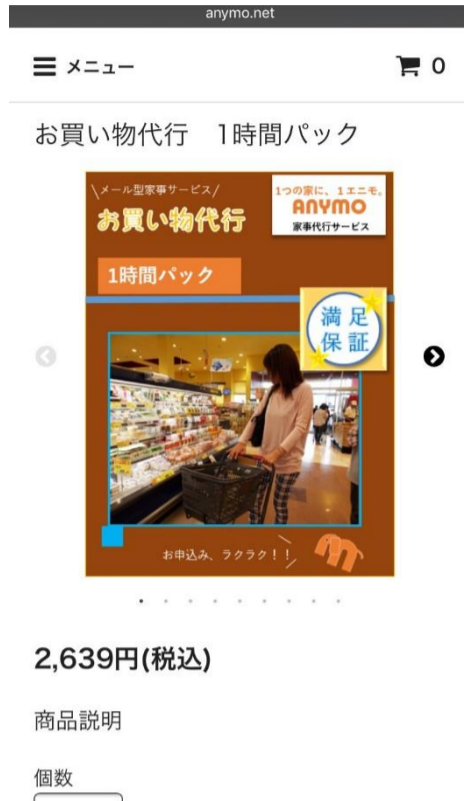 anymo.net
メニュー
0
お買い物代行　1時間パック
\メール型家事サービス/
お買い物代行
1つの家に、1エニモ。
ANYMO
家事代行サービス
1時間パック
満足
保証
お申込み、ラクラク！！
2,639円(税込)
商品説明
個数